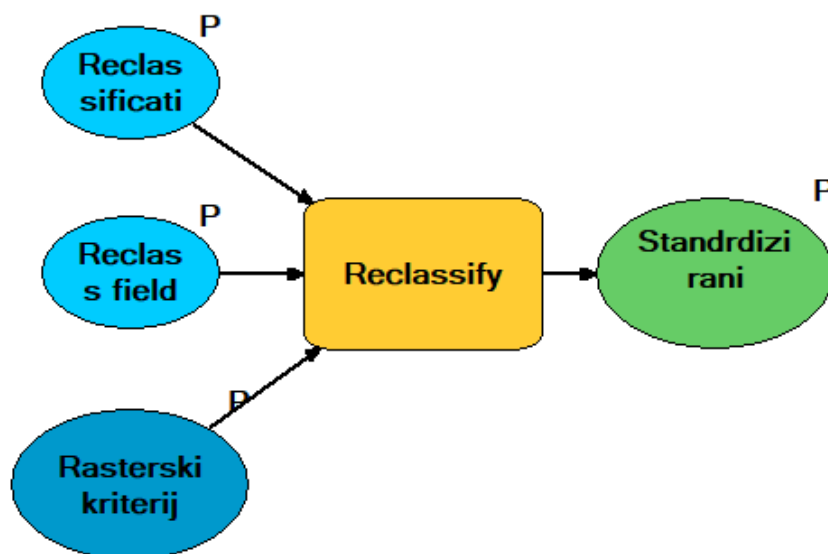 P
Reclas
sificati
P
Reclas
s field
P
Rasterski
kriterij
Reclassify
P
Standrdizi
rani